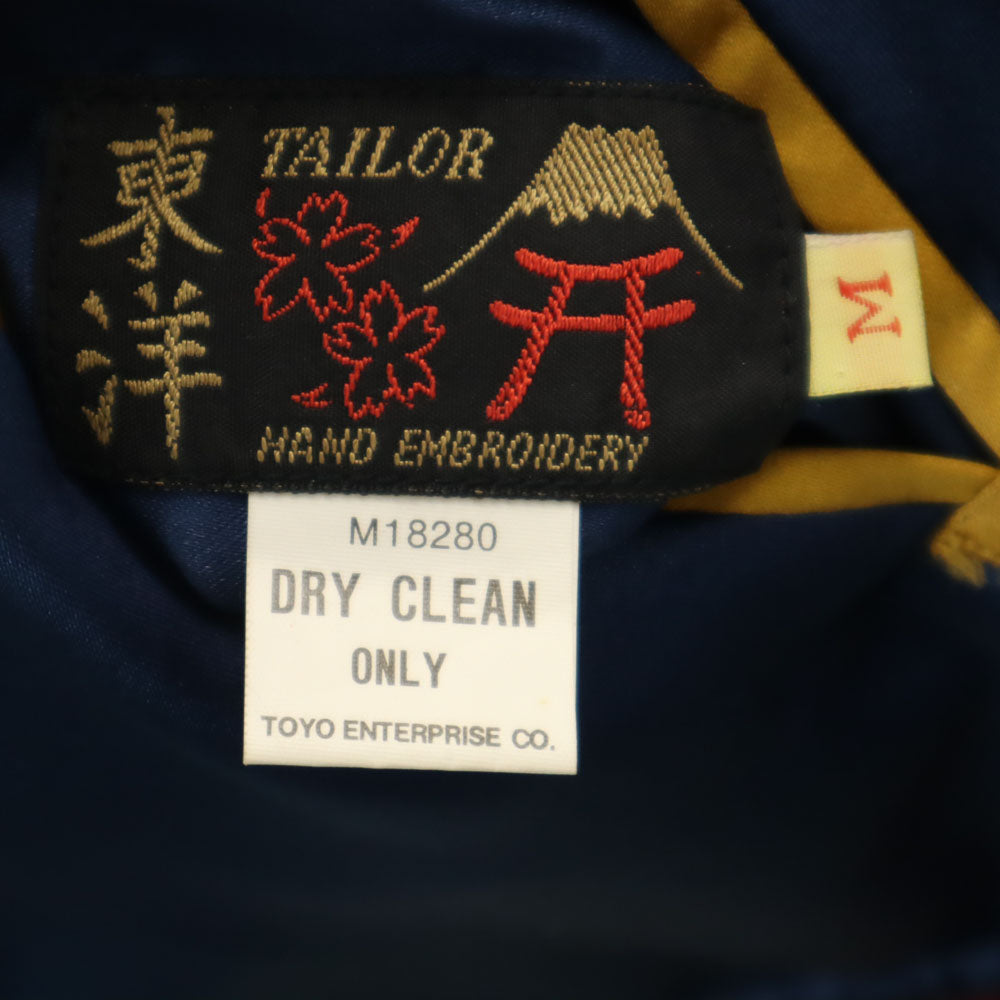 東洋
TAILOR
HAND EMBROIDERY
M
M18280
DRY CLEAN
ONLY
TOYO ENTERPRISE CO.